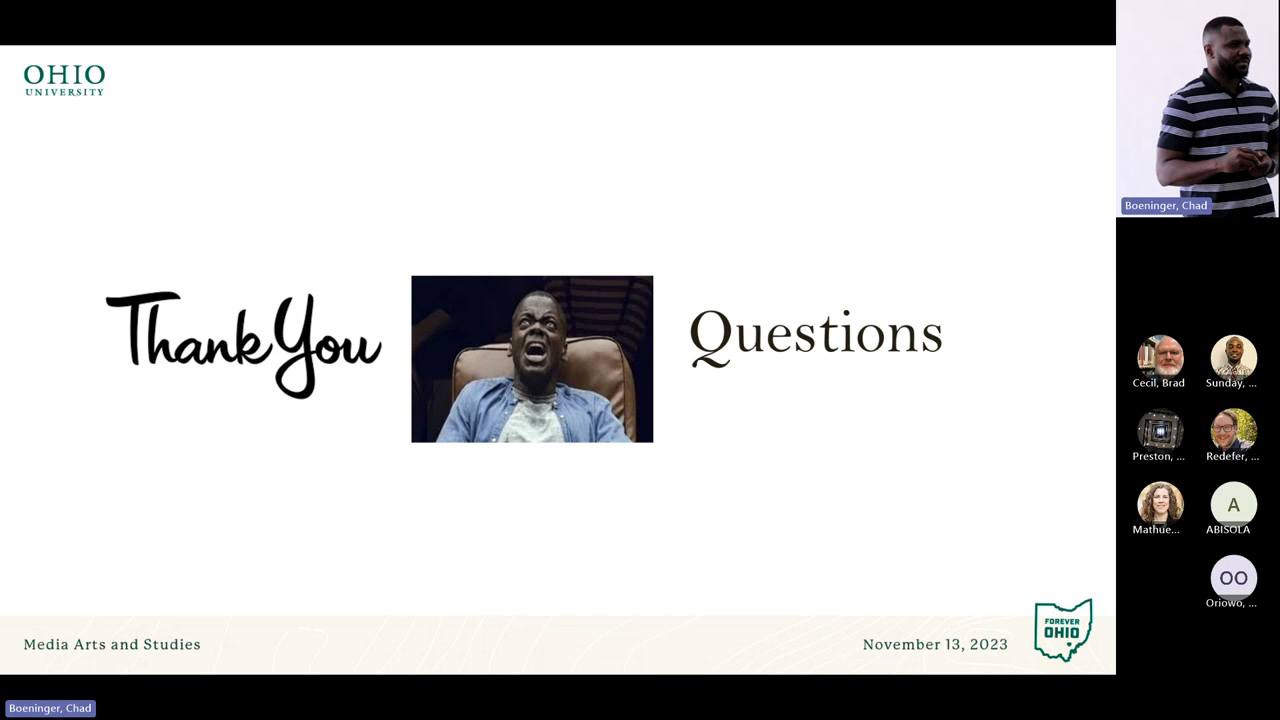 OHIO
UNIVERSITY
Thank You
Questions
Media Arts and Studies
November 13, 2023
FOREVER
OHIO
Boeninger, Chad
Cecil, Brad
Sunday, ...
Preston, ...
Redefer, ...
Mathue...
A
ABISOLA
OO
Oriowo, ...
Boeninger, Chad